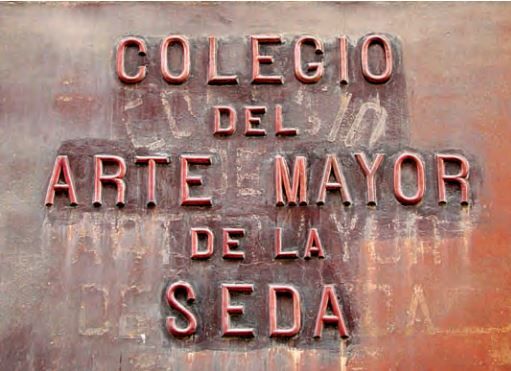 COLEGIO
DEL
ARTE MAYOR
DE LA
SEDA